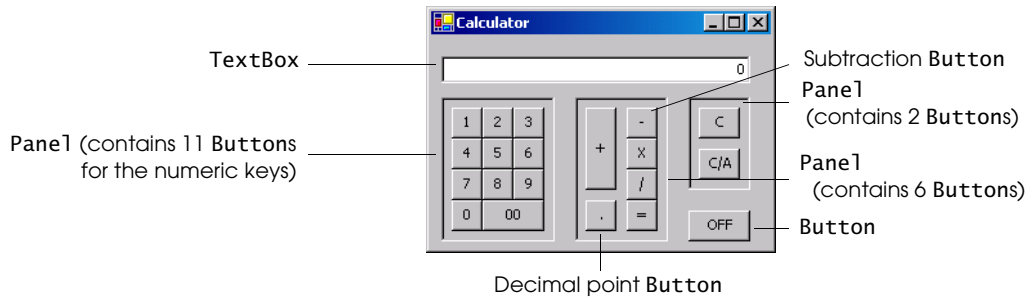 Calculator
TextBox
0
Subtraction Button
Panel
(contains 2 Buttons)
Panel (contains 11 Buttons
for the numeric keys)
1 2 3
4 5 6
7 8 9
0 00
+ -
X
/
. =
C
C/A
OFF
Panel
(contains 6 Buttons)
Button
Decimal point Button